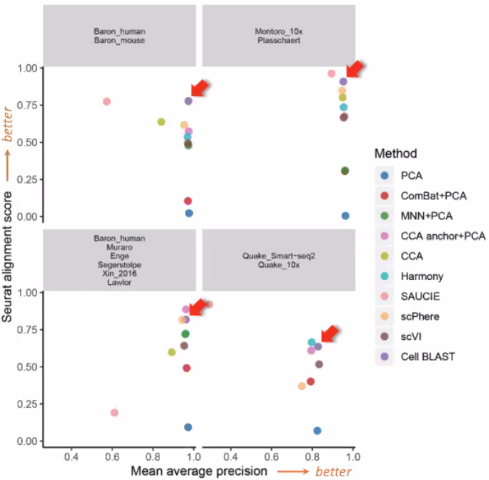 Baron_human
Baron_mouse
Montoro_10x
Plasschaert
1.00
0.75
0.50
0.25
0.00
Baron_human
Muraro
Enge
Segerstolpe
Xin_2016
Lawlor
Quake_Smart-seq2
Quake_10x
1.00
0.75
0.50
0.25
0.00
0.4
0.6
0.8
1.0
0.4
0.6
0.8
1.0
Seurat alignment score → better
Mean average precision → better
Method
PCA
ComBat+PCA
MNN+PCA
CCA anchor+PCA
CCA
Harmony
SAUCIE
scPhere
scVI
Cell BLAST